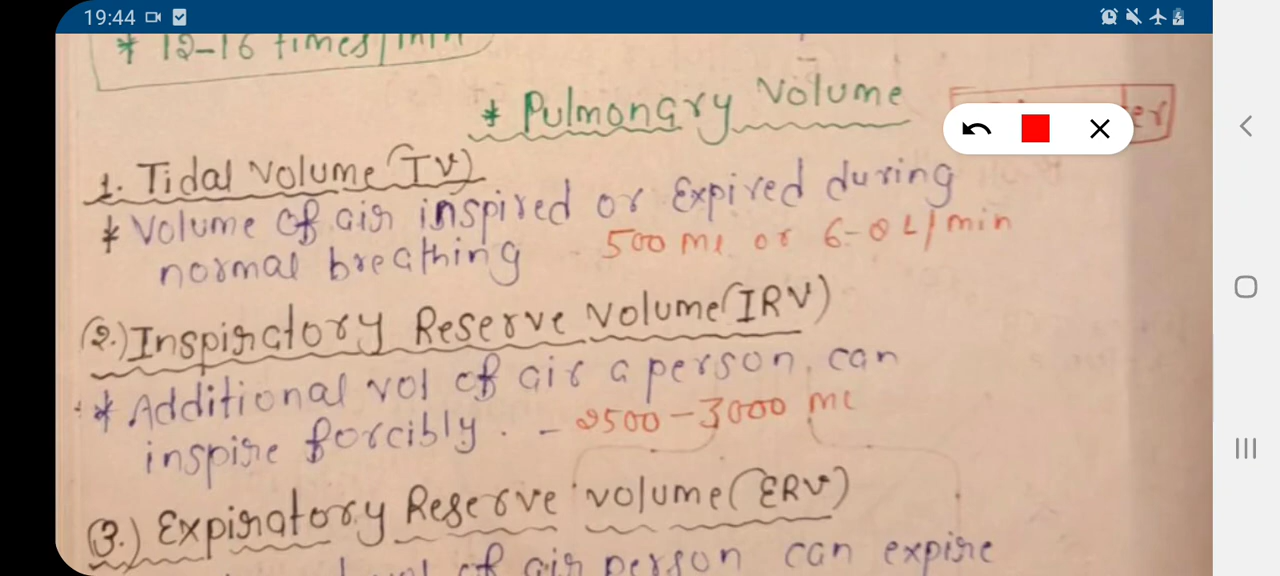 19:44
* 12-16 times/min
* Pulmonary Volume
1. Tidal Volume (TV)
* Volume of air inspired or Expired during
normal breathing 500 ml or 6-8 L/min
(2.) Inspiratory Reserve Volume (IRV)
* Additional vol of air a person can
inspire forcibly. - 2500-3000 ml
(3.) Expiratory Reserve Volume (ERV)
of air person can expire